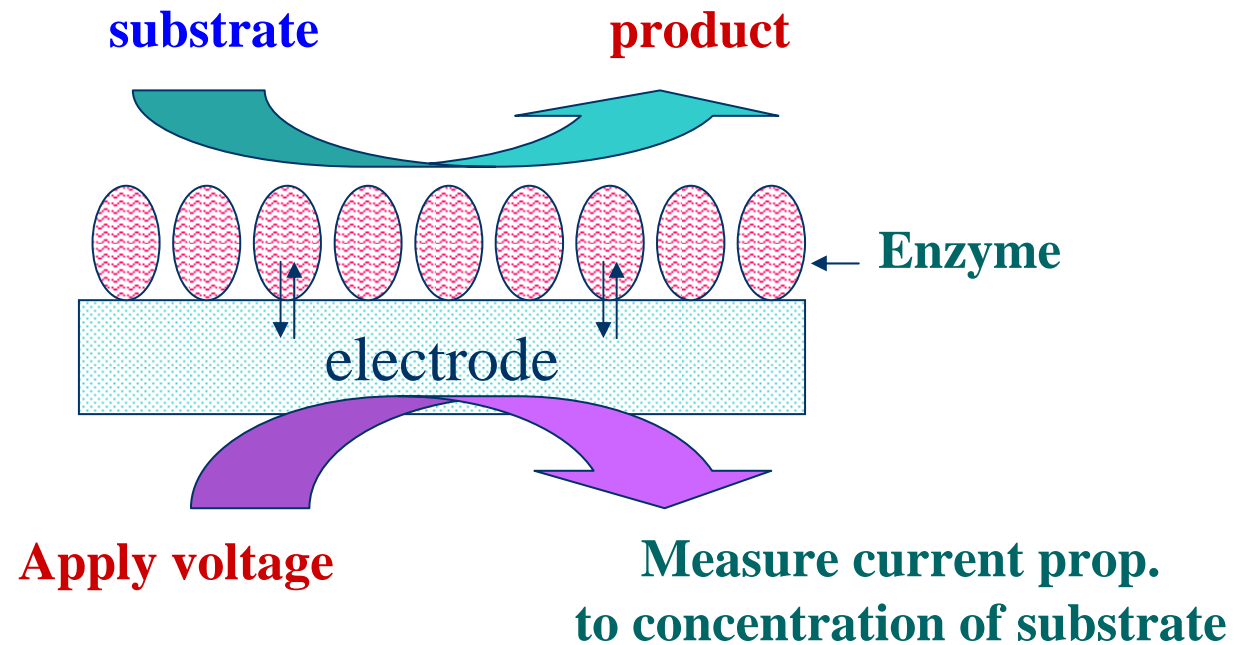 substrate
product
Enzyme
electrode
Apply voltage
Measure current prop.
to concentration of substrate